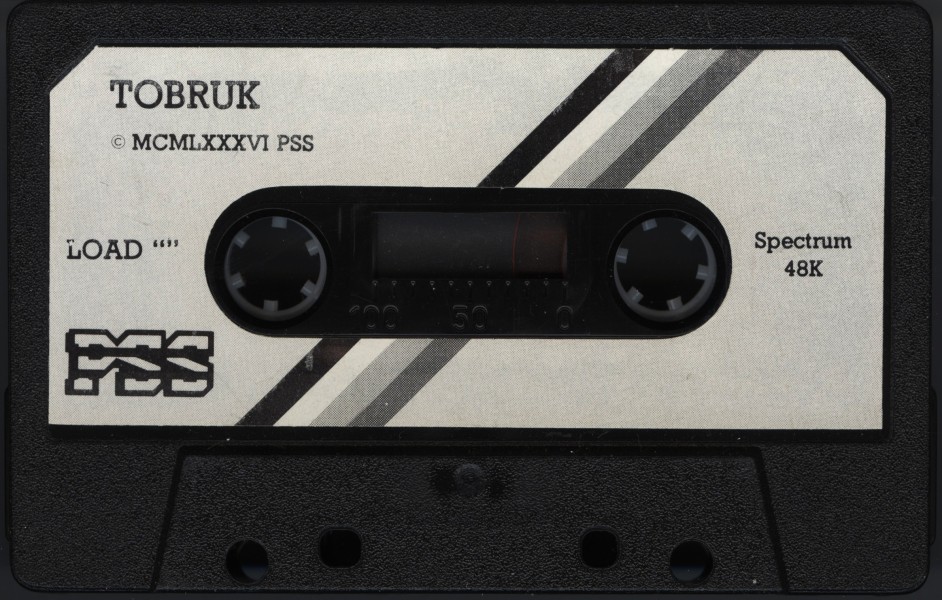 TOBRUK
© MCMLXXXVI PSS
LOAD “”
Spectrum
48K
PSS
100 50 0